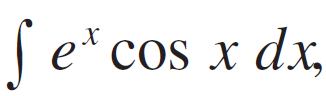 ∫ eˣ cos x dx,